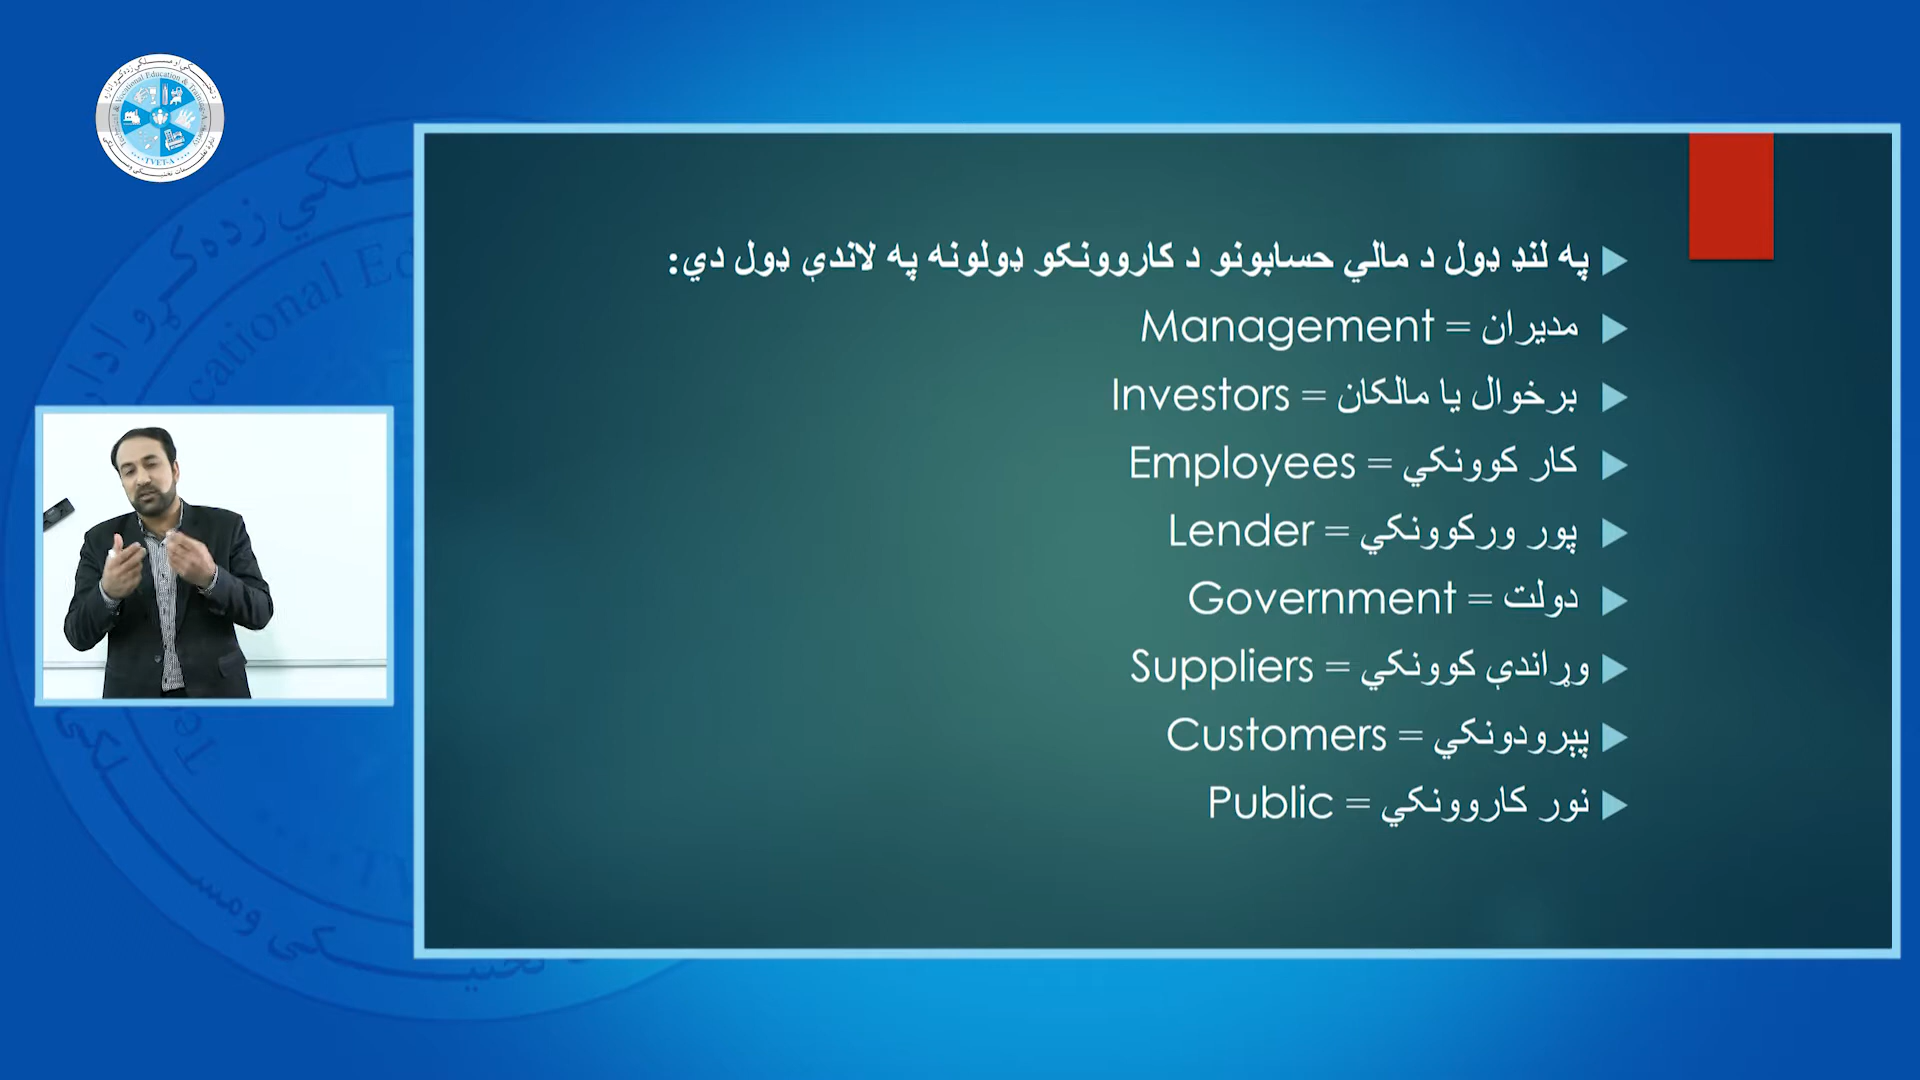 په لنډ ډول د مالي حسابونو د کاروونکو ډولونه په لاندې ډول دي:
مدیران = Management
برخوال یا مالکان = Investors
کار کوونکي = Employees
پور ورکوونکي = Lender
دولت = Government
وړاندې کوونکي = Suppliers
پیرودونکي = Customers
نور کاروونکي = Public